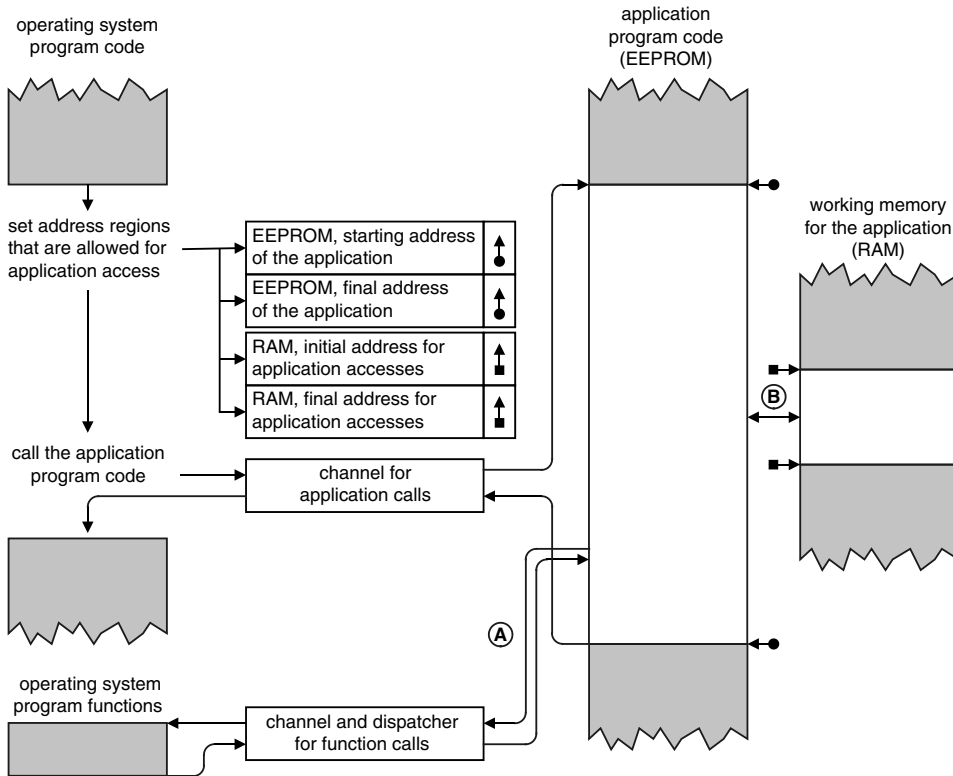 operating system
program code
application
program code
(EEPROM)
set address regions
that are allowed for
application access
EEPROM, starting address
of the application
EEPROM, final address
of the application
RAM, initial address for
application accesses
RAM, final address for
application accesses
working memory
for the application
(RAM)
B
call the application
program code
channel for
application calls
A
operating system
program functions
channel and dispatcher
for function calls